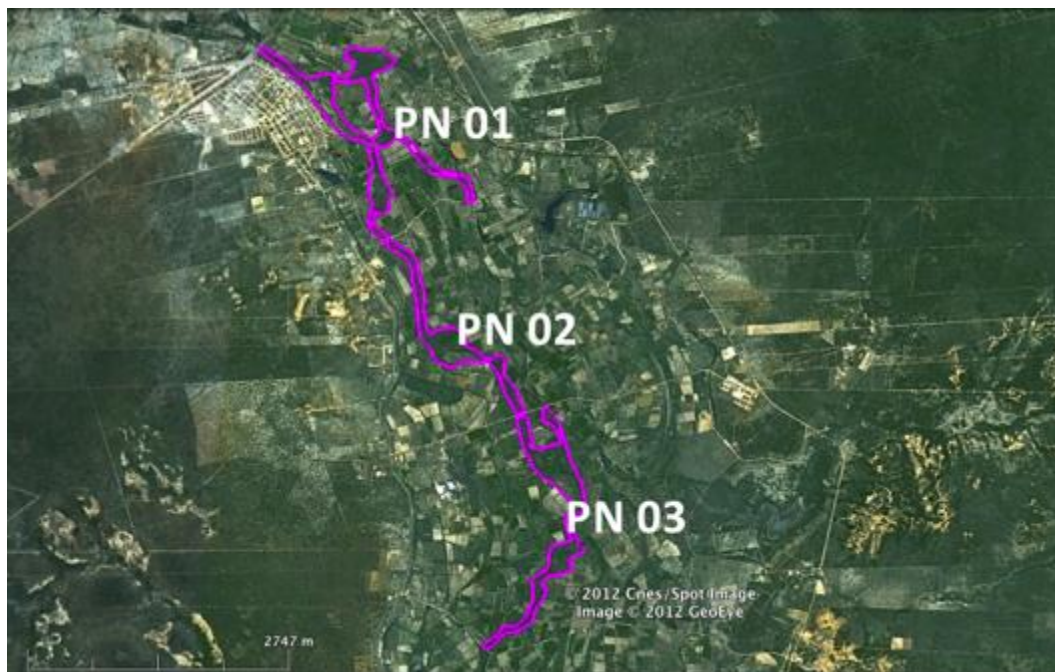 PN 01
PN 02
PN 03
© 2012 Cnes/Spot Image
Image © 2012 GeoEye
2747 m